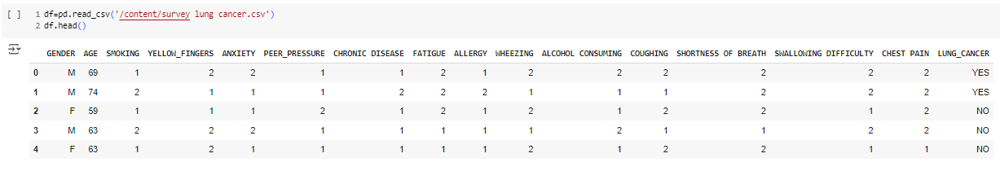 [ ] 1 df=pd.read_csv('/content/survey lung cancer.csv')
2 df.head()
GENDER AGE SMOKING YELLOW_FINGERS ANXIETY PEER_PRESSURE CHRONIC DISEASE FATIGUE ALLERGY WHEEZING ALCOHOL CONSUMING COUGHING SHORTNESS OF BREATH SWALLOWING DIFFICULTY CHEST PAIN LUNG_CANCER
0 M 69 1 2 2 1 1 2 1 2 2 2 2 2 2 YES
1 M 74 2 1 1 1 2 2 2 1 1 1 2 2 2 YES
2 F 59 1 1 1 2 1 2 1 2 1 2 2 1 2 NO
3 M 63 2 2 2 1 1 1 1 1 2 1 1 2 2 NO
4 F 63 1 2 1 1 1 1 1 2 1 2 2 1 1 NO